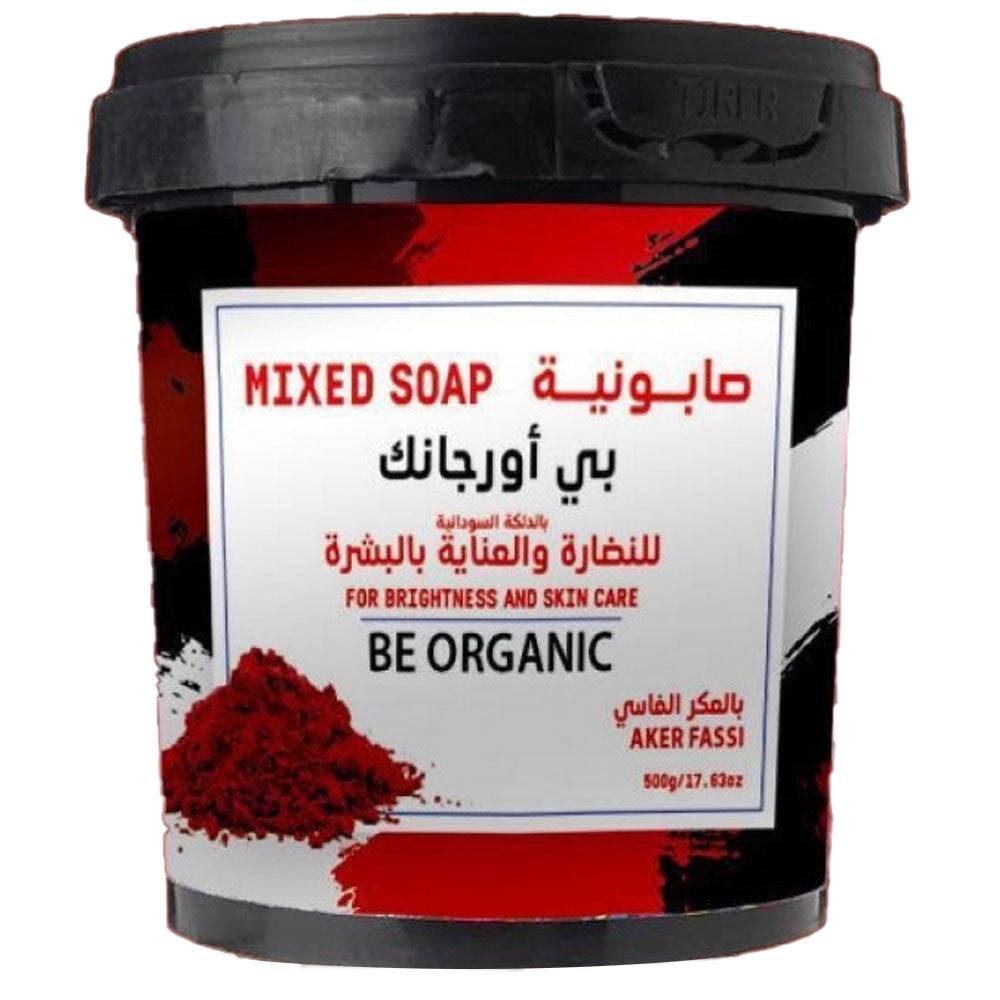 MIXED SOAP صابونية
بي أورجانك
بالدلكة السودانية
للنضارة والعناية بالبشرة
FOR BRIGHTNESS AND SKIN CARE
BE ORGANIC
بالعكر الفاسي
AKER FASSI
500g/17.63oz